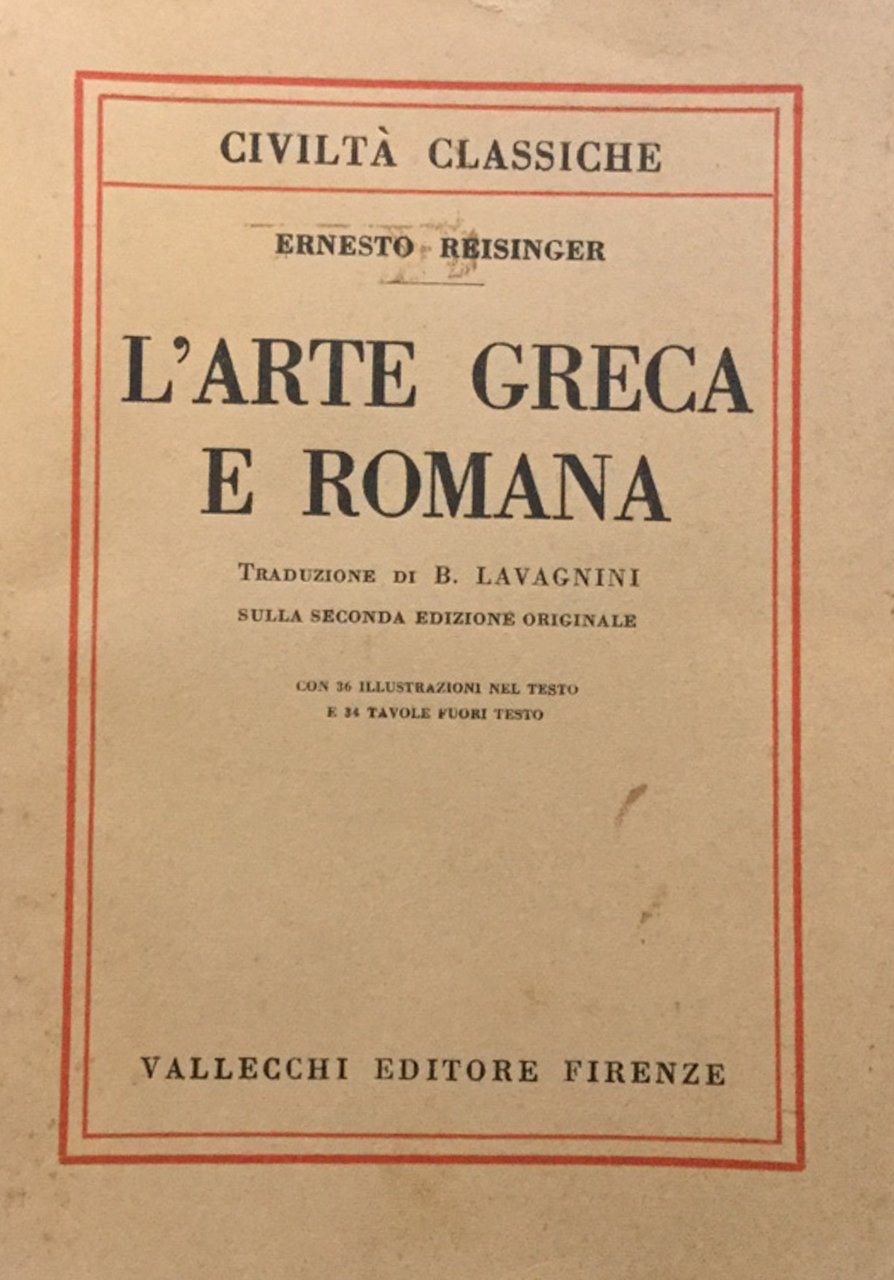 CIVILTÀ CLASSICHE
ERNESTO REISINGER
L'ARTE GRECA
E ROMANA
TRADUZIONE DI B. LAVAGNINI
SULLA SECONDA EDIZIONE ORIGINALE
CON 36 ILLUSTRAZIONI NEL TESTO
E 34 TAVOLE FUORI TESTO
VALLECCHI EDITORE FIRENZE